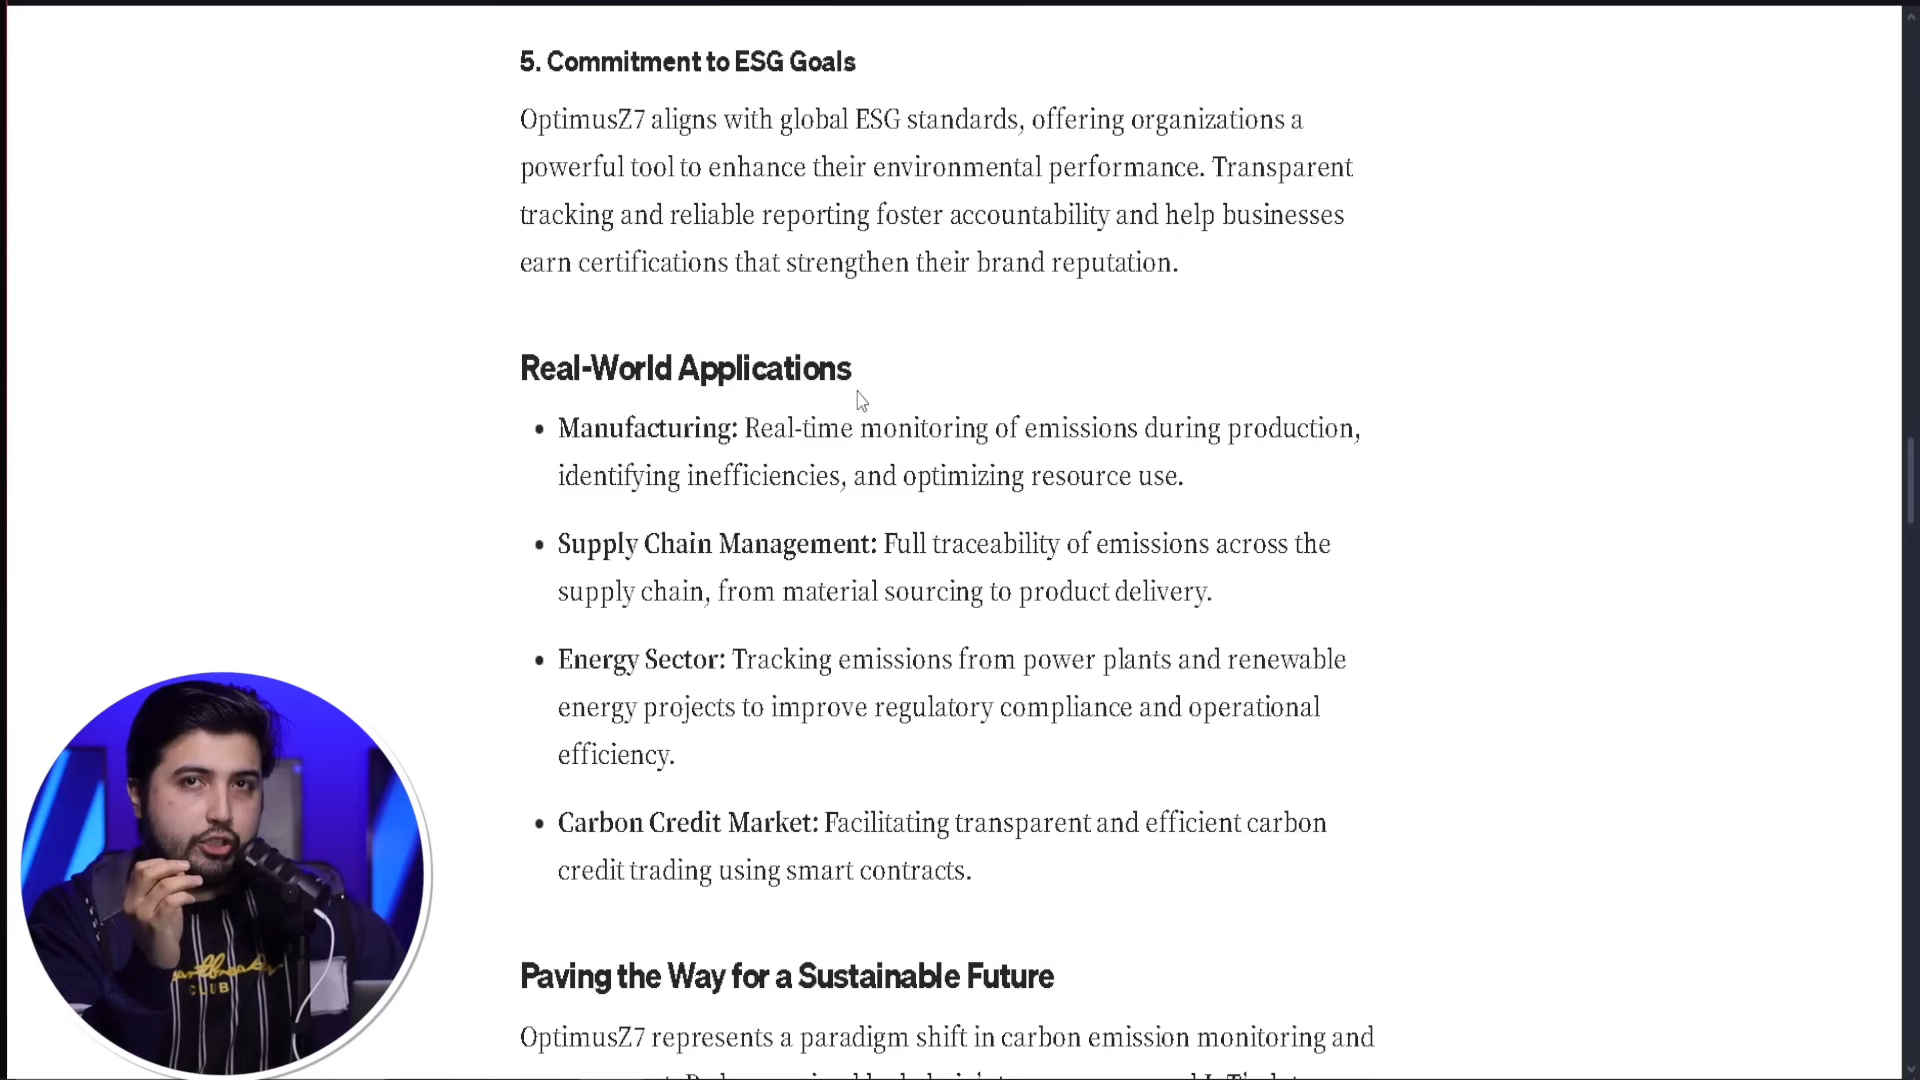 5. Commitment to ESG Goals
OptimusZ7 aligns with global ESG standards, offering organizations a
powerful tool to enhance their environmental performance. Transparent
tracking and reliable reporting foster accountability and help businesses
earn certifications that strengthen their brand reputation.
Real-World Applications
• Manufacturing: Real-time monitoring of emissions during production,
identifying inefficiencies, and optimizing resource use.
• Supply Chain Management: Full traceability of emissions across the
supply chain, from material sourcing to product delivery.
• Energy Sector: Tracking emissions from power plants and renewable
energy projects to improve regulatory compliance and operational
efficiency.
• Carbon Credit Market: Facilitating transparent and efficient carbon
credit trading using smart contracts.
Paving the Way for a Sustainable Future
OptimusZ7 represents a paradigm shift in carbon emission monitoring and
CLUB